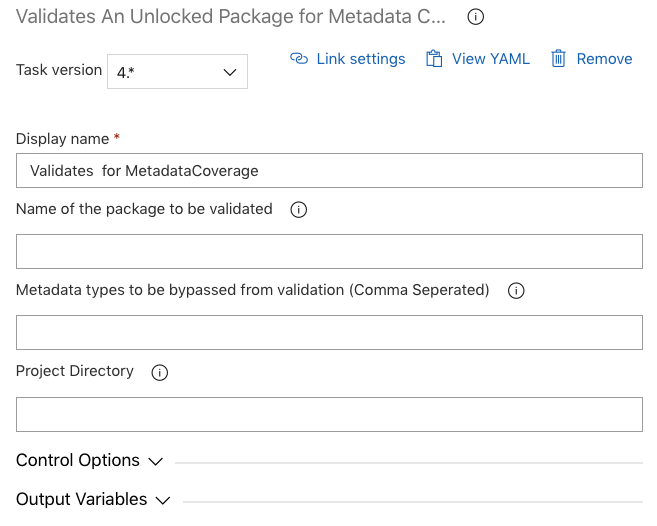 Validates An Unlocked Package for Metadata C...
Task version 4.* Link settings View YAML Remove
Display name *
Validates  for MetadataCoverage
Name of the package to be validated
Metadata types to be bypassed from validation (Comma Seperated)
Project Directory
Control Options
Output Variables